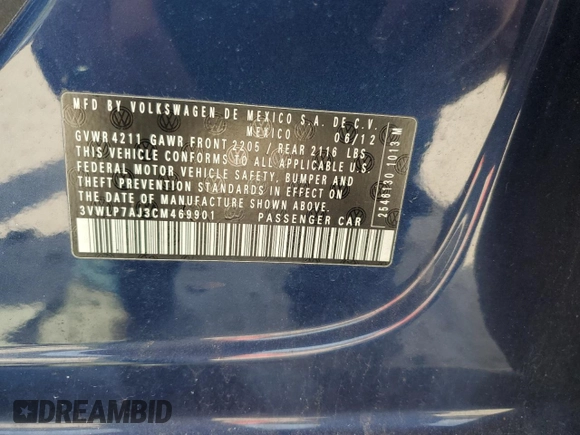 MFD BY VOLKSWAGEN DE MEXICO S.A. DE C.V.
MEXICO 06/12
GVWR 4211 GAWR FRONT 2205 / REAR 2116 LBS
THIS VEHICLE CONFORMS TO ALL APPLICABLE U.S.
FEDERAL MOTOR VEHICLE SAFETY, BUMPER AND
THEFT PREVENTION STANDARDS IN EFFECT ON
THE DATE OF MANUFACTURE SHOWN ABOVE.
3VWLP7AJ3CM469901 PASSENGER CAR
2546130 1013 M
DREAMBID